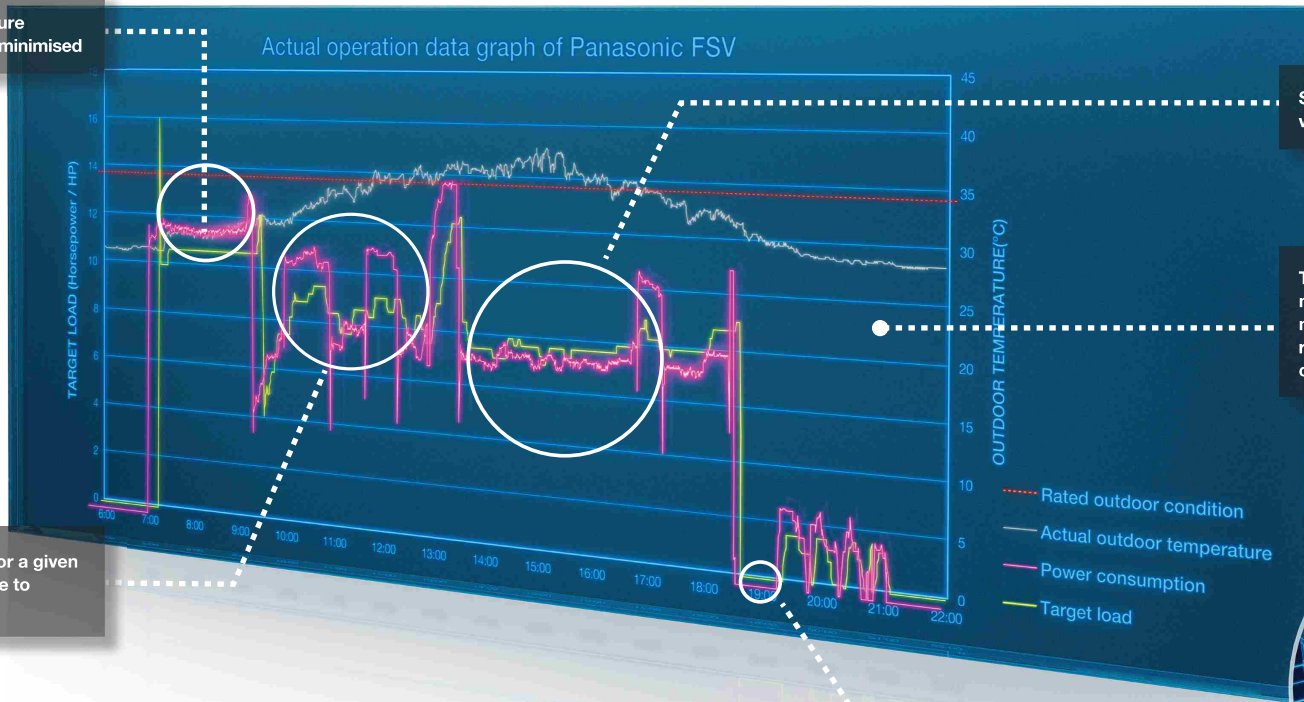 ure
minimised
Actual operation data graph of Panasonic FSV
TARGET LOAD (Horsepower / HP)
18
16
14
12
10
8
6
4
2
0
45
40
35
30
25
20
15
10
5
0
OUTDOOR TEMPERATURE(°C)
6:00 7:00 8:00 9:00 10:00 11:00 12:00 13:00 14:00 15:00 16:00 17:00 18:00 19:00 20:00 21:00 22:00
Rated outdoor condition
Actual outdoor temperature
Power consumption
Target load
or a given
e to
S
v
T
r
r
r
c